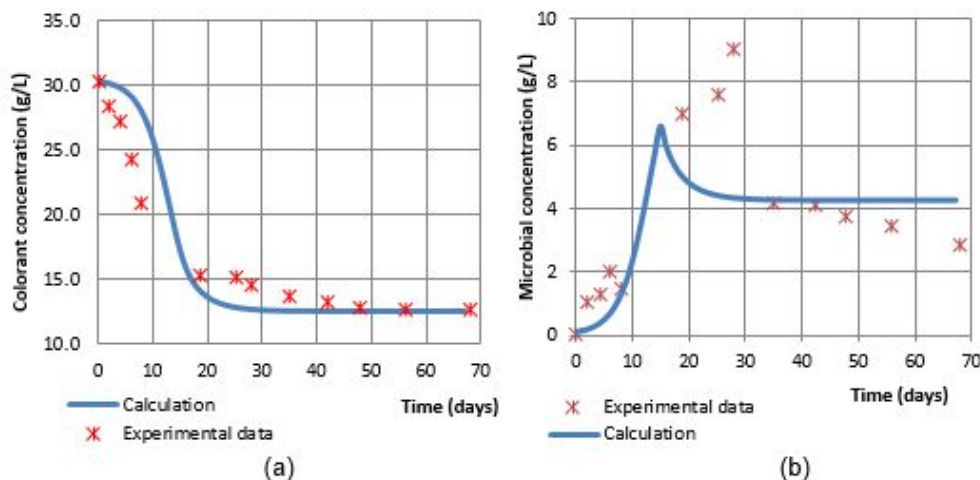 Colorant concentration (g/L)
35.0
30.0
25.0
20.0
15.0
10.0
0 10 20 30 40 50 60 70
Time (days)
Calculation
Experimental data
(a)
Microbial concentration (g/L)
10
8
6
4
2
0
0 10 20 30 40 50 60 70
Time (days)
Experimental data
Calculation
(b)